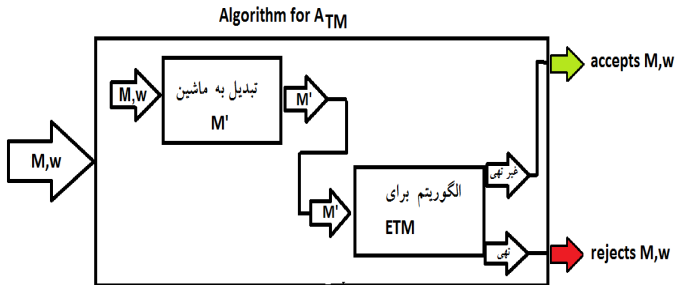 Algorithm for ATM
accepts M,w
M,w
تبدیل به ماشین
M'
M'
M,w
M'
الگوریتم برای
ETM
غیر تهی
تهی
rejects M,w